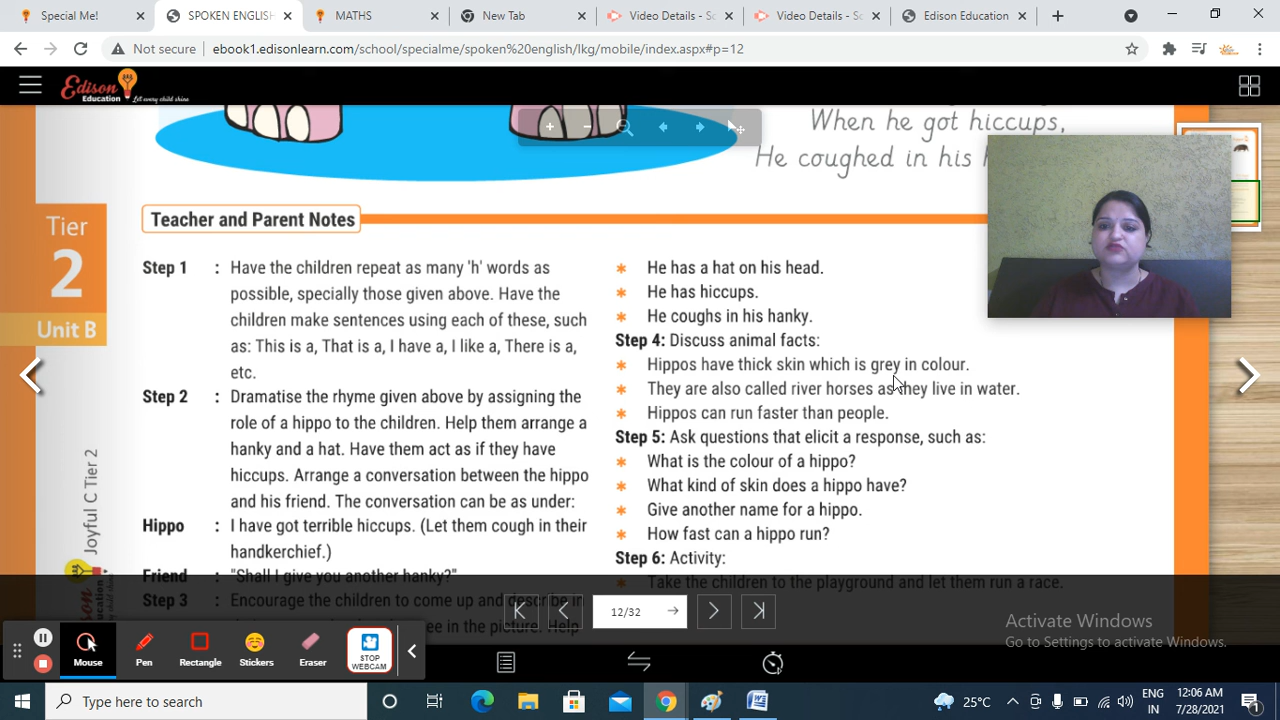 Special Me!
SPOKEN ENGLISH
MATHS
New Tab
Video Details - Sc
Video Details - Sc
Edison Education
Not secure
ebook1.edisonlearn.com/school/specialme/spoken%20english/lkg/mobile/index.aspx#p=12
Edison
Education
Let every child shine
When he got hiccups,
He coughed in his
Teacher and Parent Notes
Tier
2
Unit B
Joyful C Tier 2
Step 1 : Have the children repeat as many 'h' words as
possible, specially those given above. Have the
children make sentences using each of these, such
as: This is a, That is a, I have a, I like a, There is a,
etc.
Step 2 : Dramatise the rhyme given above by assigning the
role of a hippo to the children. Help them arrange a
hanky and a hat. Have them act as if they have
hiccups. Arrange a conversation between the hippo
and his friend. The conversation can be as under:
Hippo : I have got terrible hiccups. (Let them cough in their
handkerchief.)
Friend : "Shall I give you another hanky?"
Step 3 : Encourage the children to come up and describe in
see in the picture. Help
* He has a hat on his head.
* He has hiccups.
* He coughs in his hanky.
Step 4: Discuss animal facts:
* Hippos have thick skin which is grey in colour.
* They are also called river horses as they live in water.
* Hippos can run faster than people.
Step 5: Ask questions that elicit a response, such as:
* What is the colour of a hippo?
* What kind of skin does a hippo have?
* Give another name for a hippo.
* How fast can a hippo run?
Step 6: Activity:
* Take the children to the playground and let them run a race.
12/32
Activate Windows
Go to Settings to activate Windows.
Mouse
Pen
Rectangle
Stickers
Eraser
STOP
WEBCAM
Type here to search
25°C
ENG
IN
12:06 AM
7/28/2021
1